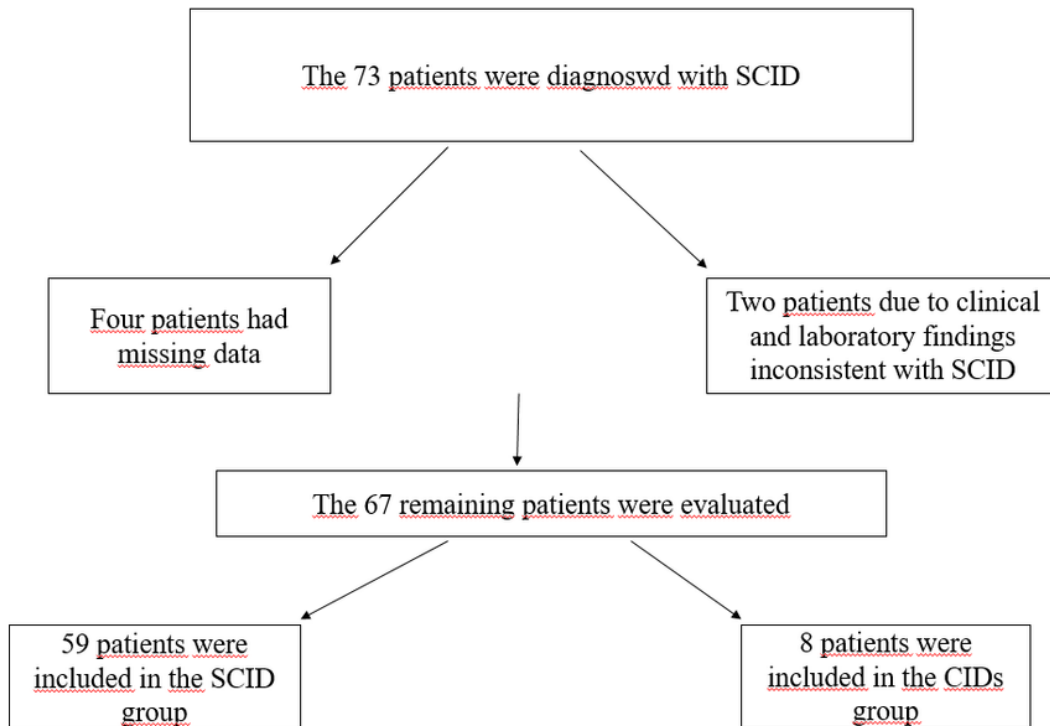 The 73 patients were diagnoswd with SCID
Four patients had
missing data
Two patients due to clinical
and laboratory findings
inconsistent with SCID
The 67 remaining patients were evaluated
59 patients were
included in the SCID
group
8 patients were
included in the CIDs
group